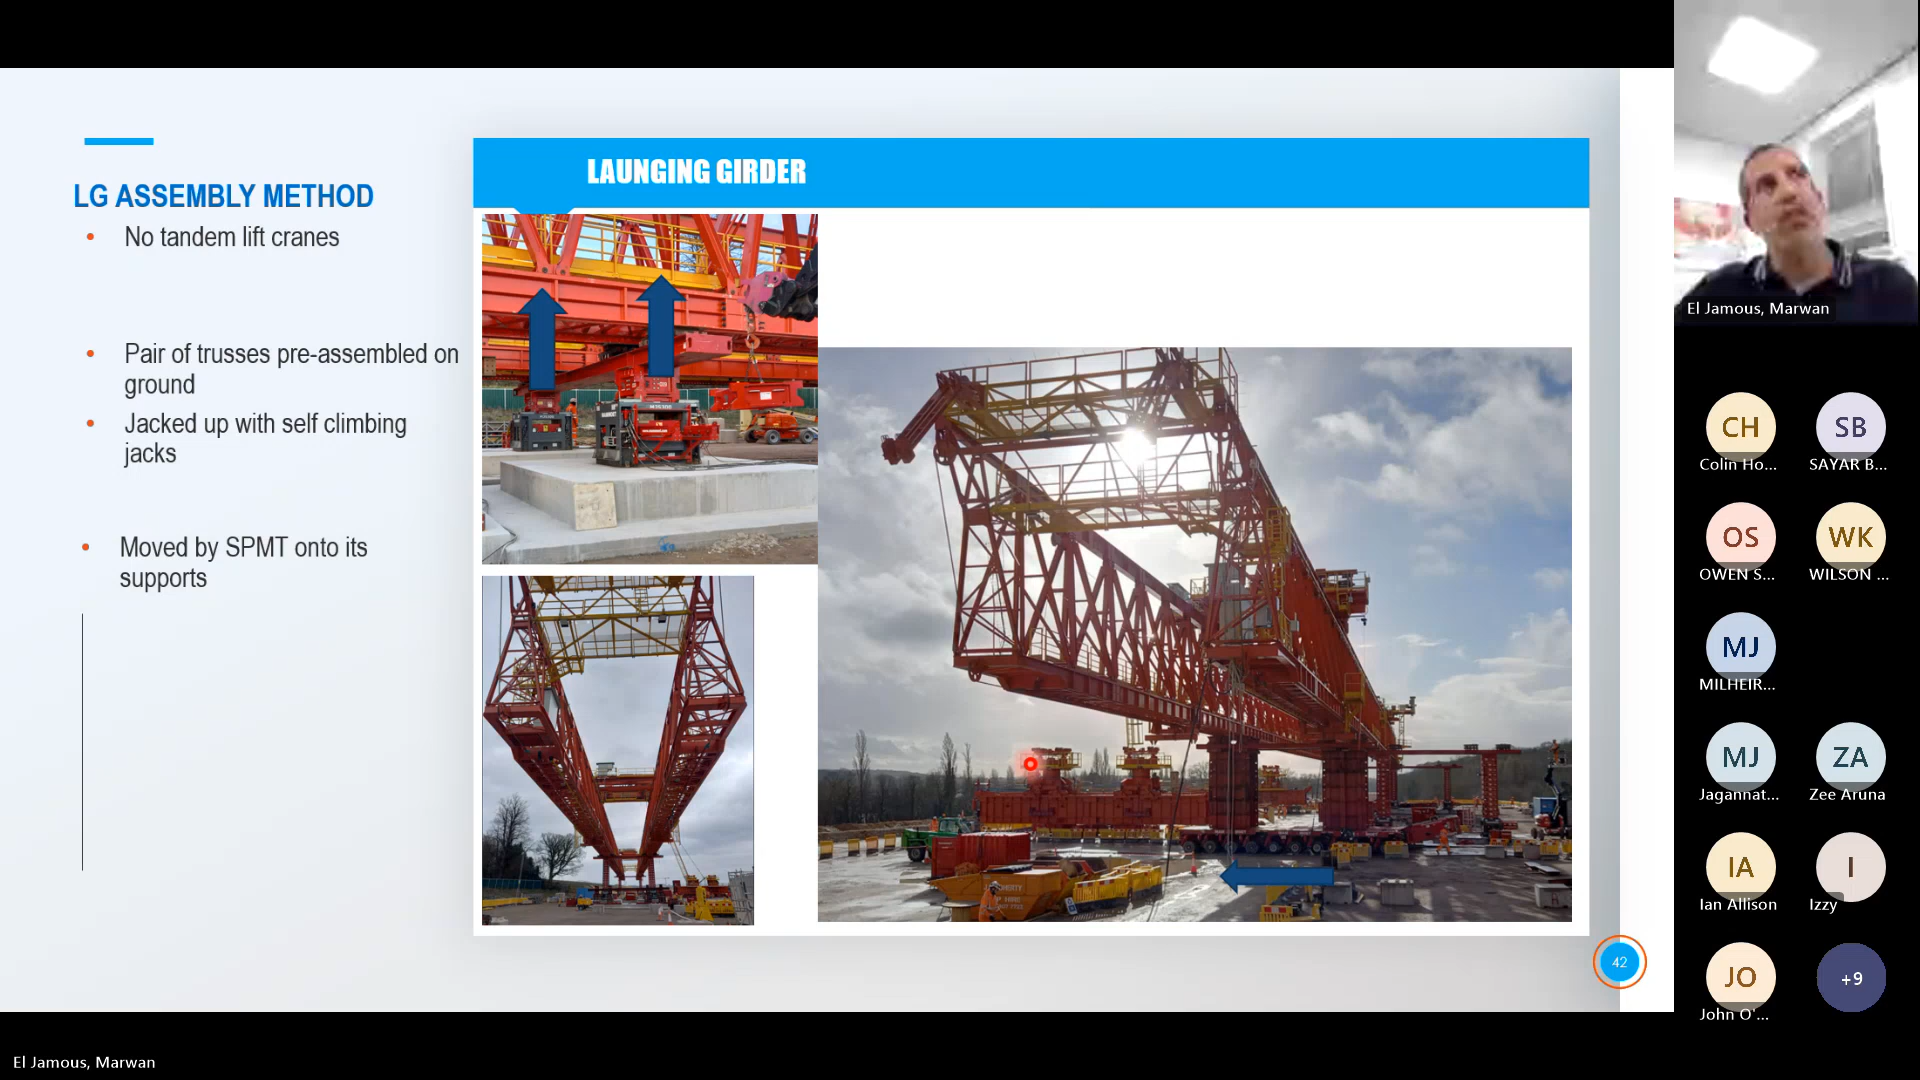 LAUNGING GIRDER
LG ASSEMBLY METHOD
• No tandem lift cranes
• Pair of trusses pre-assembled on
ground
• Jacked up with self climbing
jacks
• Moved by SPMT onto its
supports
42
El Jamous, Marwan
CH
Colin Ho...
SB
SAYAR B...
OS
OWEN S...
WK
WILSON ...
MJ
MILHEIR...
MJ
Jagannat...
ZA
Zee Aruna
IA
Ian Allison
I
Izzy
JO
John O'...
+9
El Jamous, Marwan